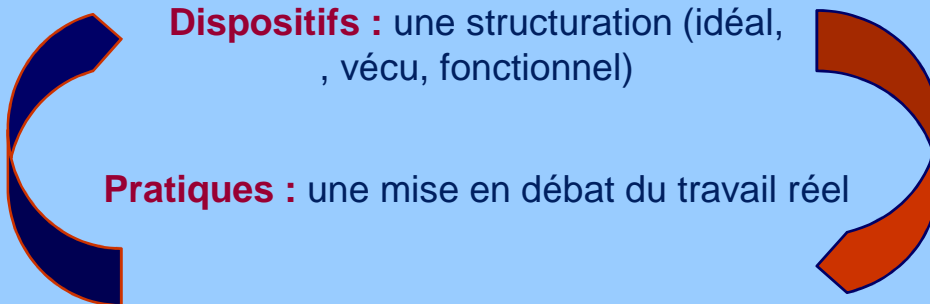 Dispositifs : une structuration (idéal,
, vécu, fonctionnel)
Pratiques : une mise en débat du travail réel